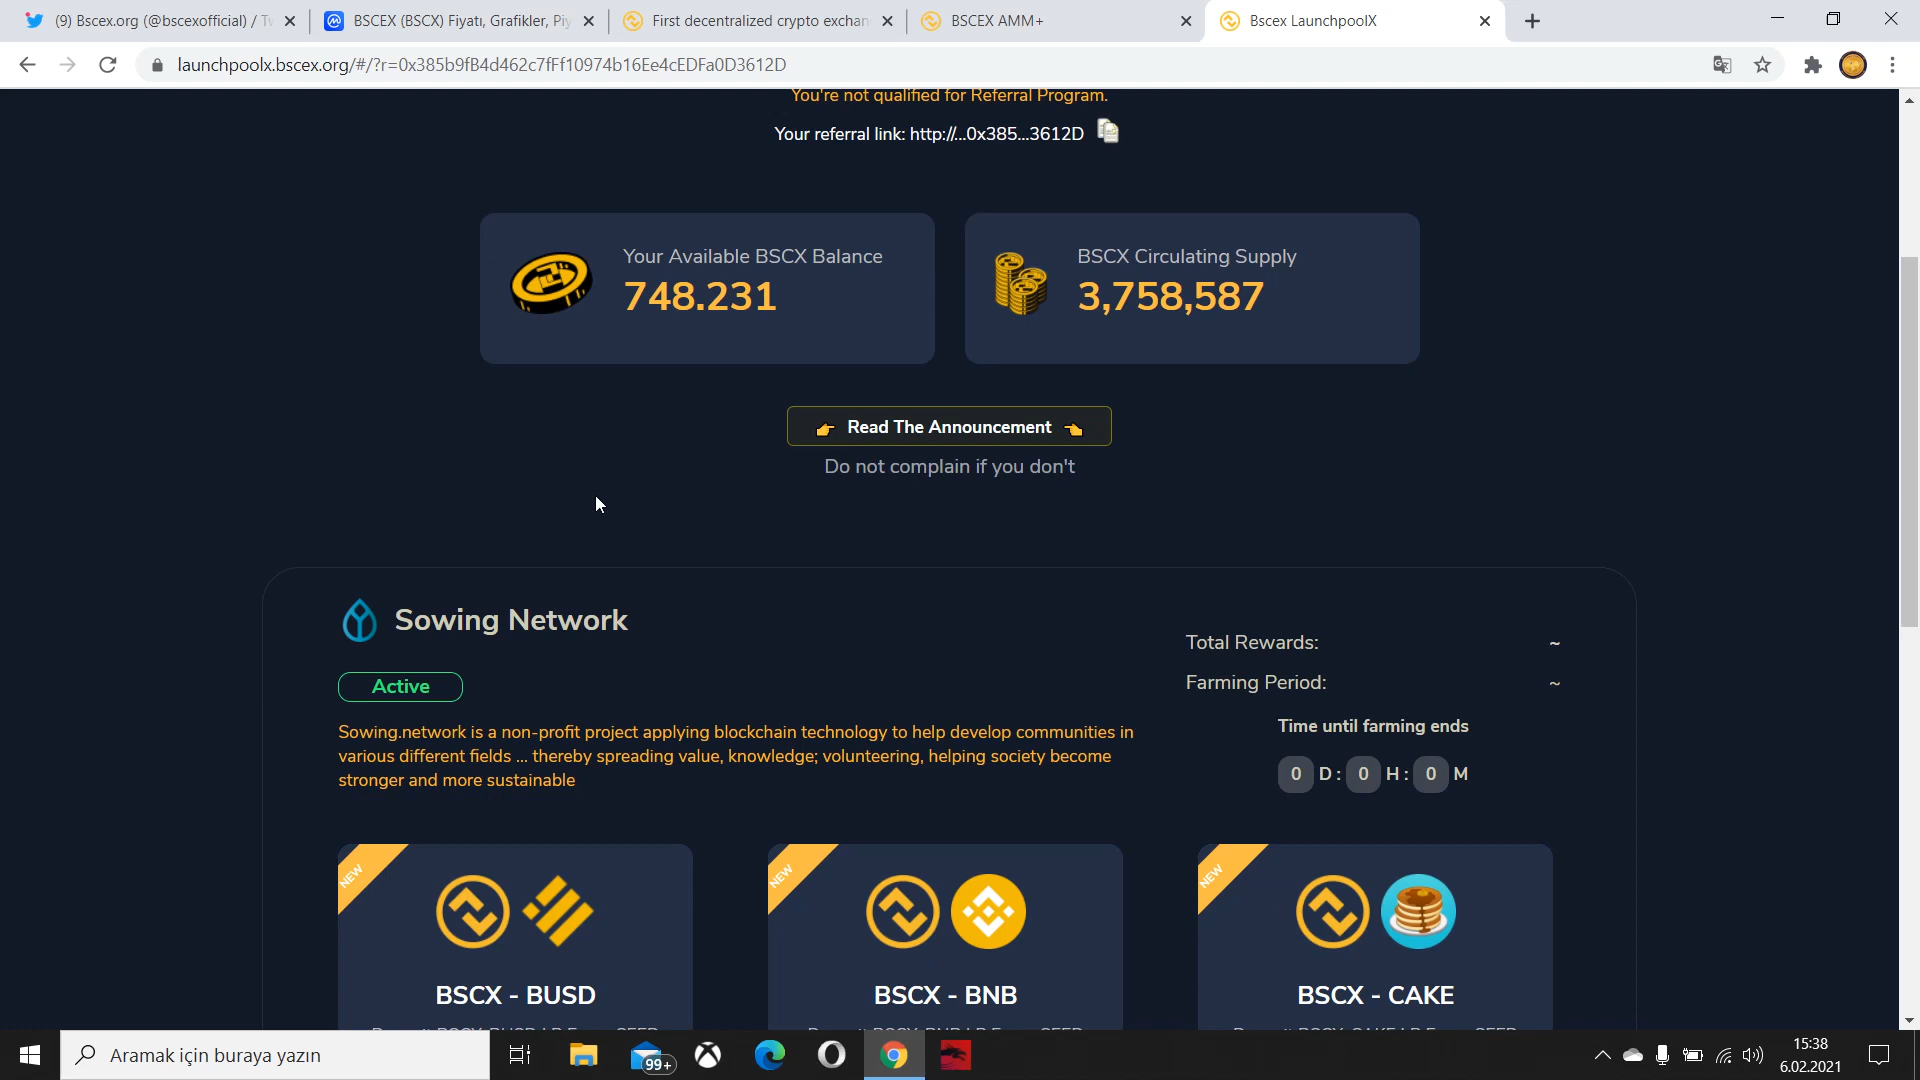 (9) Bscex.org (@bscexofficial) / Tw
BSCEX (BSCX) Fiyatı, Grafikler, Piy
First decentralized crypto exchan
BSCEX AMM+
Bscex LaunchpoolX
launchpoolx.bscex.org/#/?r=0x385b9fB4d462c7fFf10974b16Ee4cEDFa0D3612D
You're not qualified for Referral Program.
Your referral link: http://...0x385...3612D
Your Available BSCX Balance
748.231
BSCX Circulating Supply
3,758,587
Read The Announcement
Do not complain if you don't
Sowing Network
Active
Sowing.network is a non-profit project applying blockchain technology to help develop communities in
various different fields ... thereby spreading value, knowledge; volunteering, helping society become
stronger and more sustainable
Total Rewards: ~
Farming Period: ~
Time until farming ends
0 D : 0 H : 0 M
NEW
BSCX - BUSD
NEW
BSCX - BNB
NEW
BSCX - CAKE
Aramak için buraya yazın
99+
15:38
6.02.2021